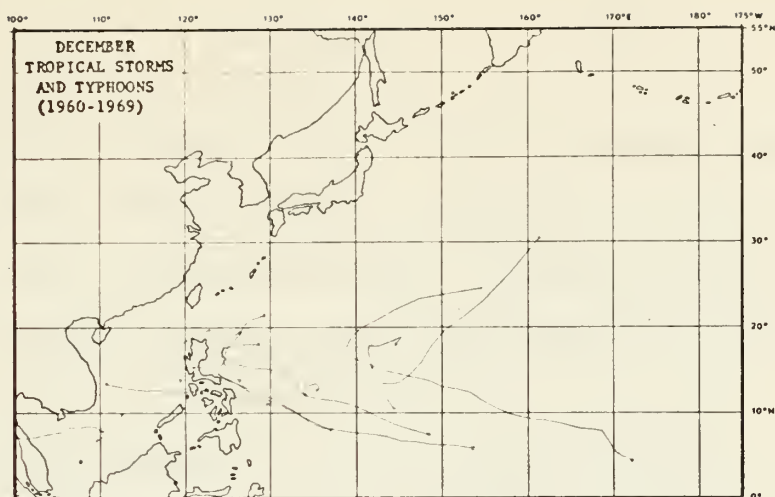 100° 110° 120° 130° 140° 150° 160° 170°E 180° 175°W
DECEMBER
TROPICAL STORMS
AND TYPHOONS
(1960-1969)
55°N
50°
40°
30°
20°
10°N
0°